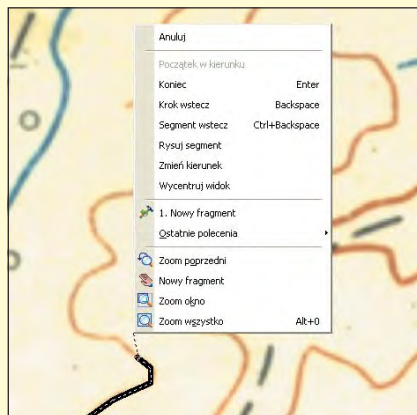 Anuluj
Początek w kierunku
Koniec Enter
Krok wstecz Backspace
Segment wstecz Ctrl+Backspace
Rysuj segment
Zmień kierunek
Wycentruj widok
1. Nowy fragment
Ostatnie polecenia
Zoom poprzedni
Nowy fragment
Zoom okno
Zoom wszystko Alt+0